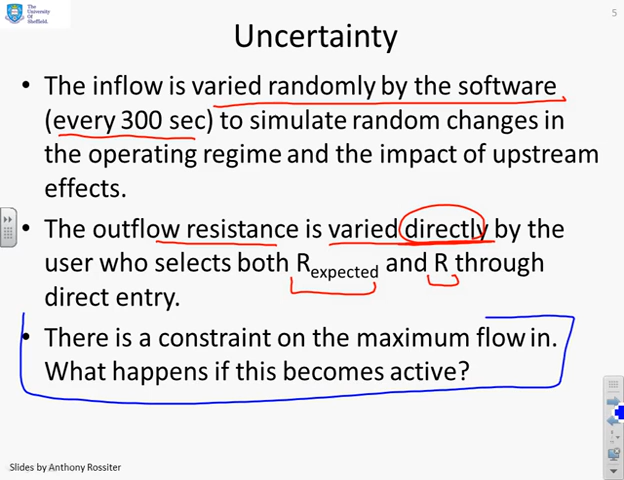 The
University
Of
Sheffield.
5
Uncertainty
• The inflow is varied randomly by the software
(every 300 sec) to simulate random changes in
the operating regime and the impact of upstream
effects.
• The outflow resistance is varied directly by the
user who selects both Rexpected and R through
direct entry.
• There is a constraint on the maximum flow in.
What happens if this becomes active?
Slides by Anthony Rossiter